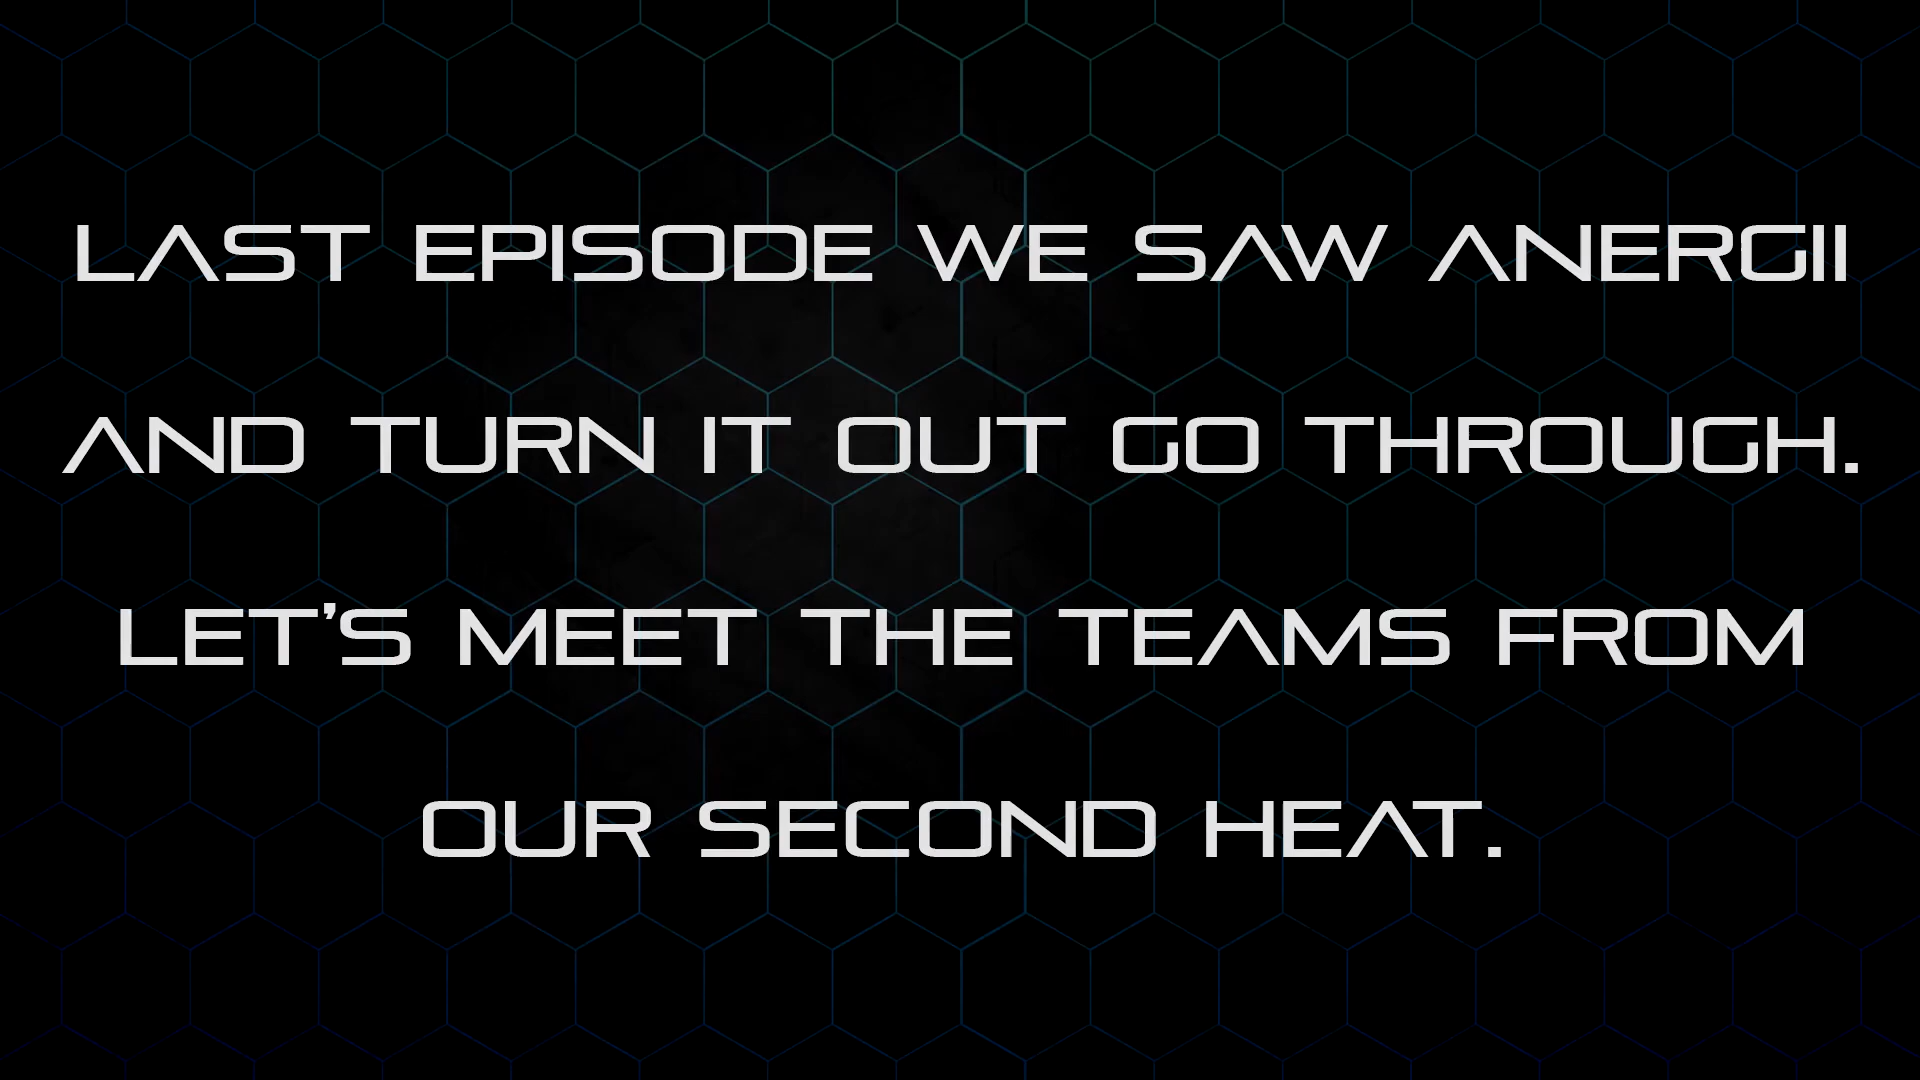 LAST EPISODE WE SAW ANERGII
AND TURN IT OUT GO THROUGH.
LET'S MEET THE TEAMS FROM
OUR SECOND HEAT.